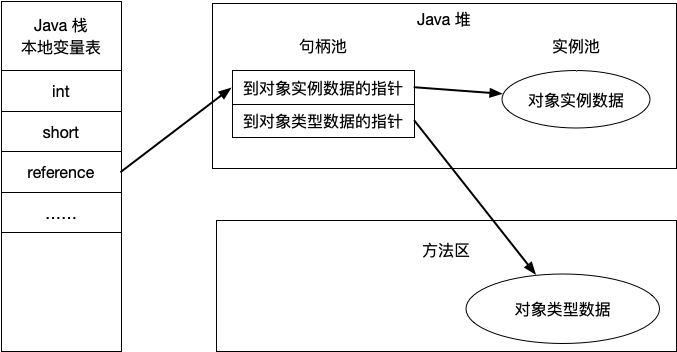 Java 栈
本地变量表
int
short
reference
……
Java 堆
句柄池
实例池
到对象实例数据的指针
到对象类型数据的指针
对象实例数据
方法区
对象类型数据